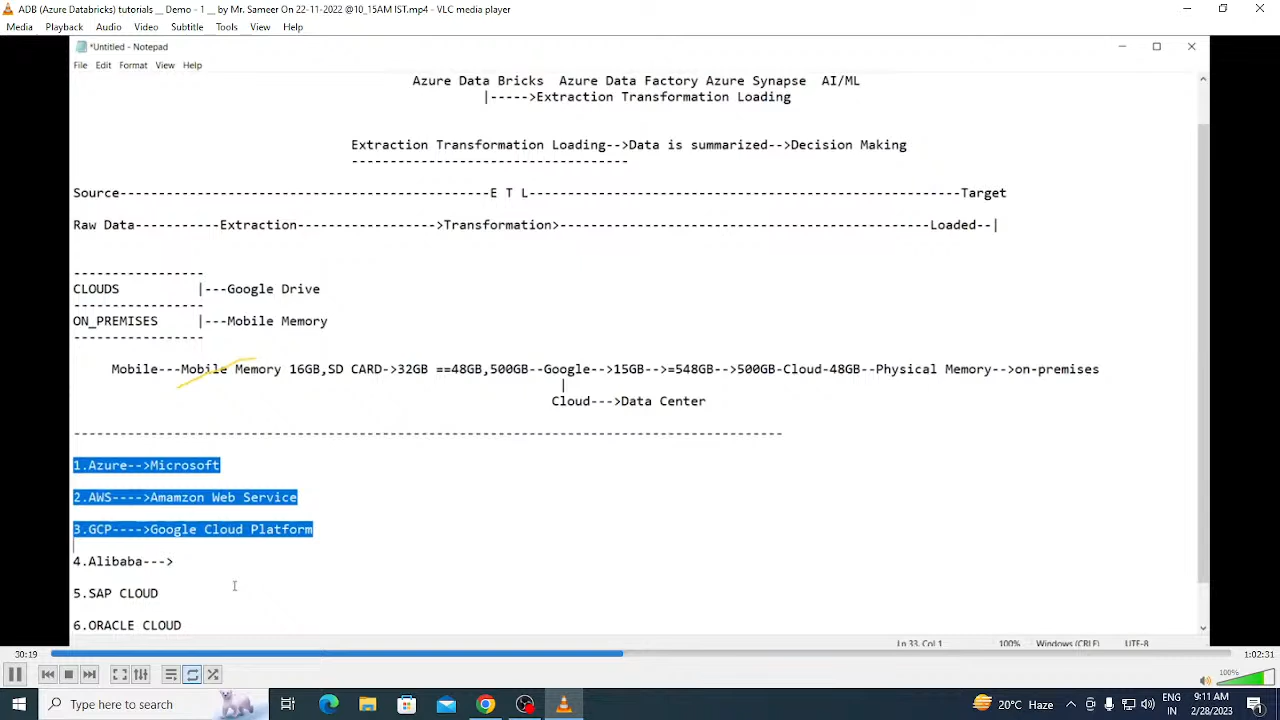 ADB (Azure Databricks) tutorials __ Demo - 1 __ by Mr. Sameer On 22-11-2022 @10_15AM IST.mp4 - VLC media player
Media Playback Audio Video Subtitle Tools View Help
*Untitled - Notepad
File Edit Format View Help
Azure Data Bricks Azure Data Factory Azure Synapse AI/ML
|----->Extraction Transformation Loading
Extraction Transformation Loading-->Data is summarized-->Decision Making
------------------------------------
Source------------------------------------------------E T L--------------------------------------------------------Target
Raw Data-----------Extraction------------------>Transformation>------------------------------------------------Loaded--|
-----------------
CLOUDS |---Google Drive
-----------------
ON_PREMISES |---Mobile Memory
-----------------
Mobile---Mobile Memory 16GB,SD CARD->32GB ==48GB,500GB--Google-->15GB-->=548GB-->500GB-Cloud-48GB--Physical Memory-->on-premises
|
Cloud--->Data Center
--------------------------------------------------------------------------------------------
1.Azure-->Microsoft
2.AWS---->Amamzon Web Service
3.GCP---->Google Cloud Platform
4.Alibaba--->
5.SAP CLOUD
6.ORACLE CLOUD
Ln 33, Col 1 100% Windows (CRLF) UTF-8
30:19 1:02:31
100%
Type here to search
20°C Haze
ENG
IN
9:11 AM
2/28/2023